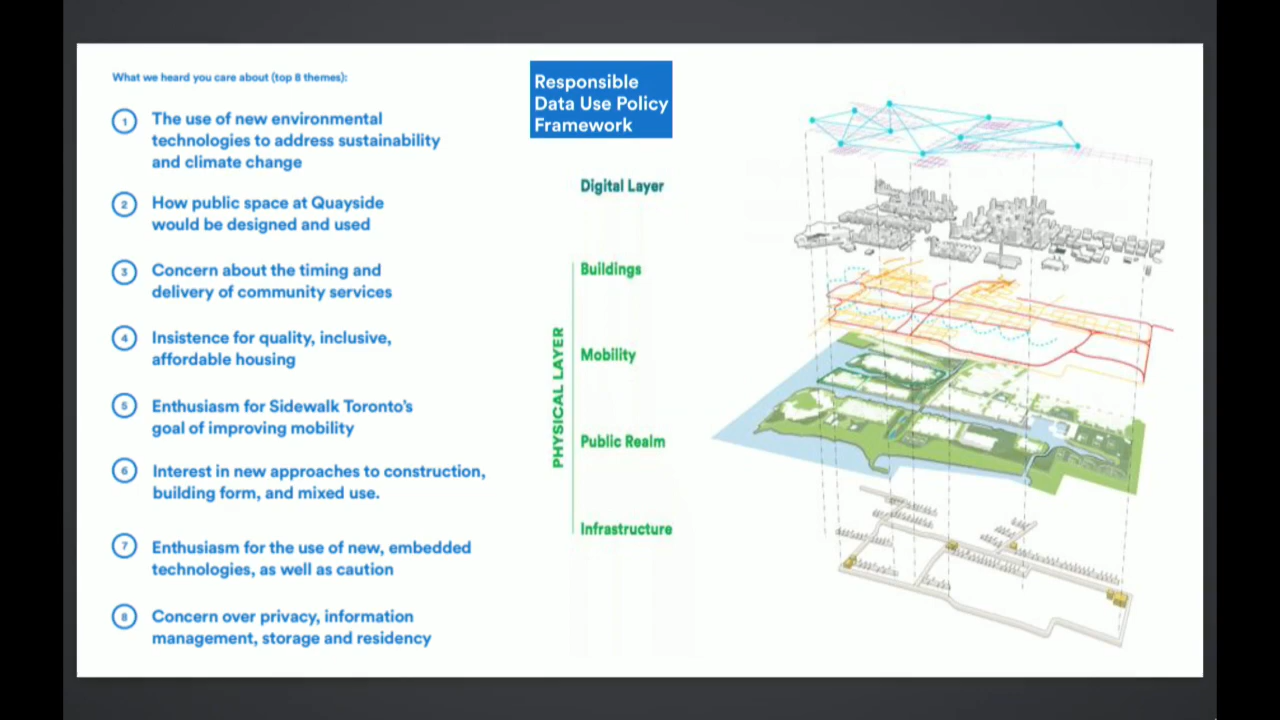 What we heard you care about (top 8 themes):
1
The use of new environmental
technologies to address sustainability
and climate change
2
How public space at Quayside
would be designed and used
3
Concern about the timing and
delivery of community services
4
Insistence for quality, inclusive,
affordable housing
5
Enthusiasm for Sidewalk Toronto's
goal of improving mobility
6
Interest in new approaches to construction,
building form, and mixed use.
7
Enthusiasm for the use of new, embedded
technologies, as well as caution
8
Concern over privacy, information
management, storage and residency
Responsible
Data Use Policy
Framework
Digital Layer
PHYSICAL LAYER
Buildings
Mobility
Public Realm
Infrastructure